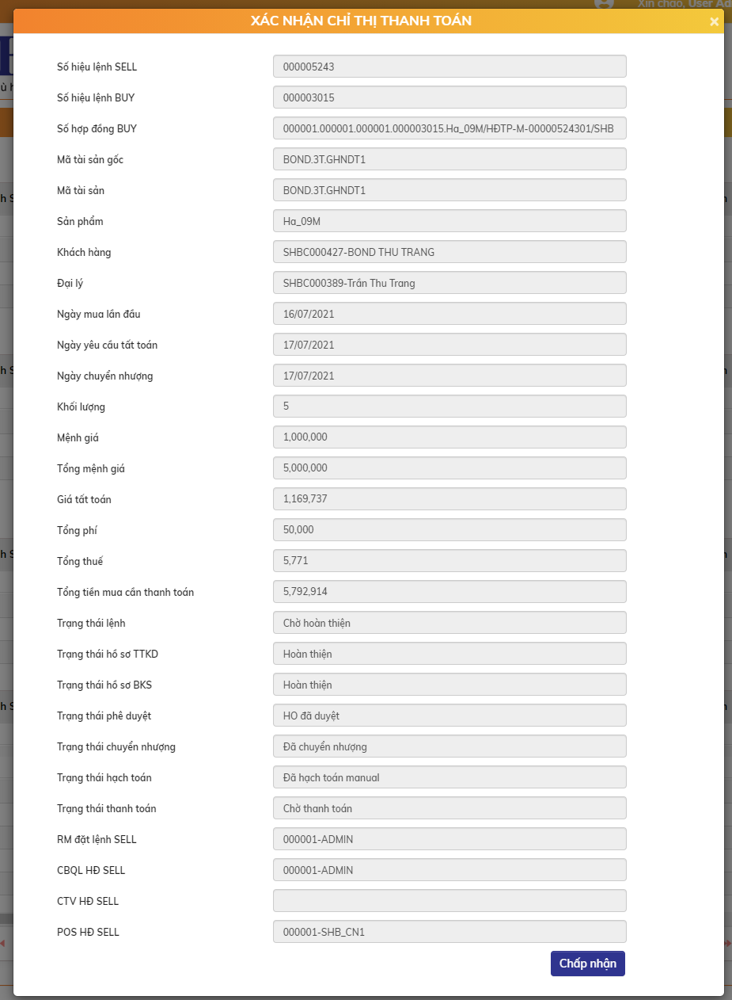 Xin chào, User Ad
XÁC NHẬN CHỈ THỊ THANH TOÁN
×
Số hiệu lệnh SELL 000005243
Số hiệu lệnh BUY 000003015
Số hợp đồng BUY 000001.000001.000001.000003015.Ha_09M/HĐTP-M-00000524301/SHB
Mã tài sản gốc BOND.3T.GHNDT1
Mã tài sản BOND.3T.GHNDT1
Sản phẩm Ha_09M
Khách hàng SHBC000427-BOND THU TRANG
Đại lý SHBC000389-Trần Thu Trang
Ngày mua lần đầu 16/07/2021
Ngày yêu cầu tất toán 17/07/2021
Ngày chuyển nhượng 17/07/2021
Khối lượng 5
Mệnh giá 1,000,000
Tổng mệnh giá 5,000,000
Giá tất toán 1,169,737
Tổng phí 50,000
Tổng thuế 5,771
Tổng tiền mua cần thanh toán 5,792,914
Trạng thái lệnh Chờ hoàn thiện
Trạng thái hồ sơ TTKD Hoàn thiện
Trạng thái hồ sơ BKS Hoàn thiện
Trạng thái phê duyệt HO đã duyệt
Trạng thái chuyển nhượng Đã chuyển nhượng
Trạng thái hạch toán Đã hạch toán manual
Trạng thái thanh toán Chờ thanh toán
RM đặt lệnh SELL 000001-ADMIN
CBQL HĐ SELL 000001-ADMIN
CTV HĐ SELL
POS HĐ SELL 000001-SHB_CN1
Chấp nhận